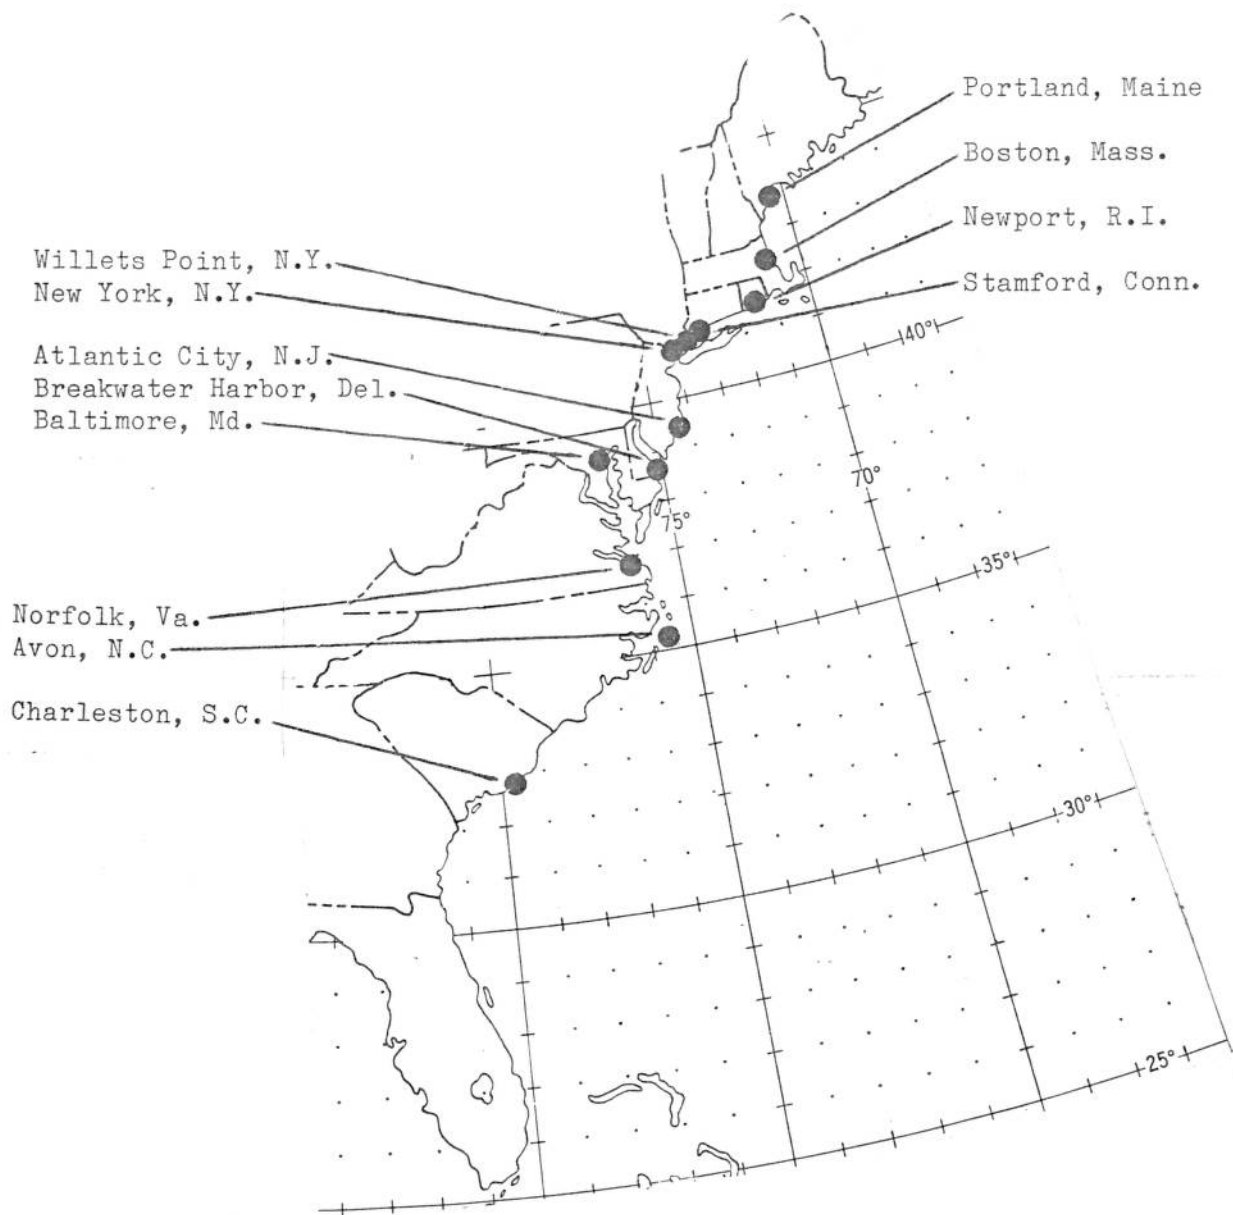 Portland, Maine
Boston, Mass.
Newport, R.I.
Stamford, Conn.
Willets Point, N.Y.
New York, N.Y.
Atlantic City, N.J.
Breakwater Harbor, Del.
Baltimore, Md.
Norfolk, Va.
Avon, N.C.
Charleston, S.C.
40°
70°
75°
35°
30°
25°